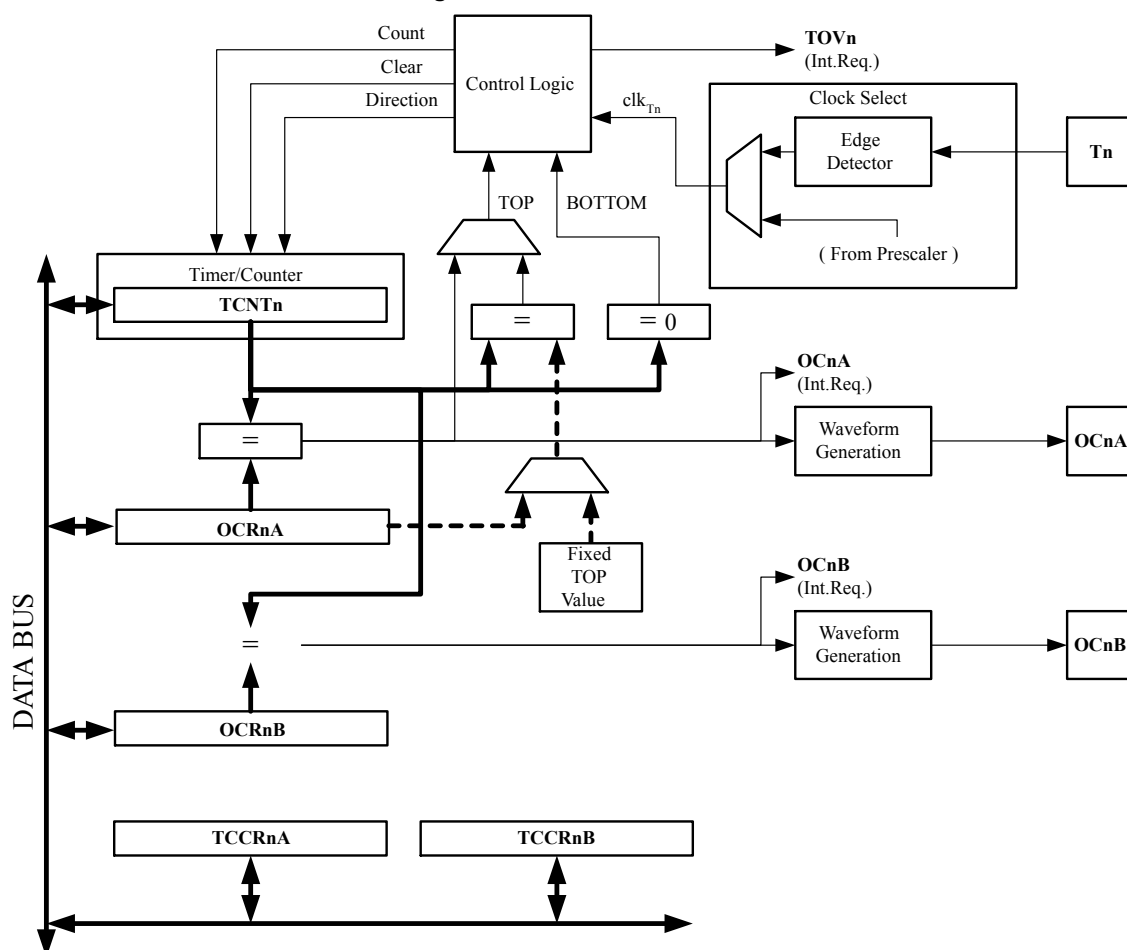 Count
TOVn
(Int.Req.)
Clear
Control Logic
Clock Select
Direction
clkTn
Edge
Detector
Tn
TOP
BOTTOM
( From Prescaler )
Timer/Counter
TCNTn
=
= 0
OCnA
(Int.Req.)
=
Waveform
Generation
OCnA
OCRnA
Fixed
TOP
Value
OCnB
(Int.Req.)
=
Waveform
Generation
OCnB
DATA BUS
OCRnB
TCCRnA
TCCRnB